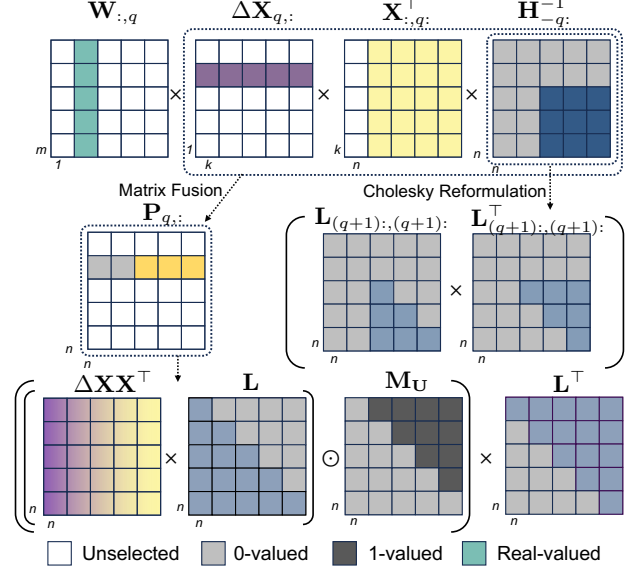 W:,q ΔXq,: X⊤:,q: H−1−q:
× × ×
m 1 k n
1 k n n
Matrix Fusion Cholesky Reformulation
Pq,: L(q+1):,(q+1): L⊤(q+1):,(q+1):
×
n n n
n n n
ΔXX⊤ L MU L⊤
× ⊙ ×
n n n n
n n n n
Unselected 0-valued 1-valued Real-valued